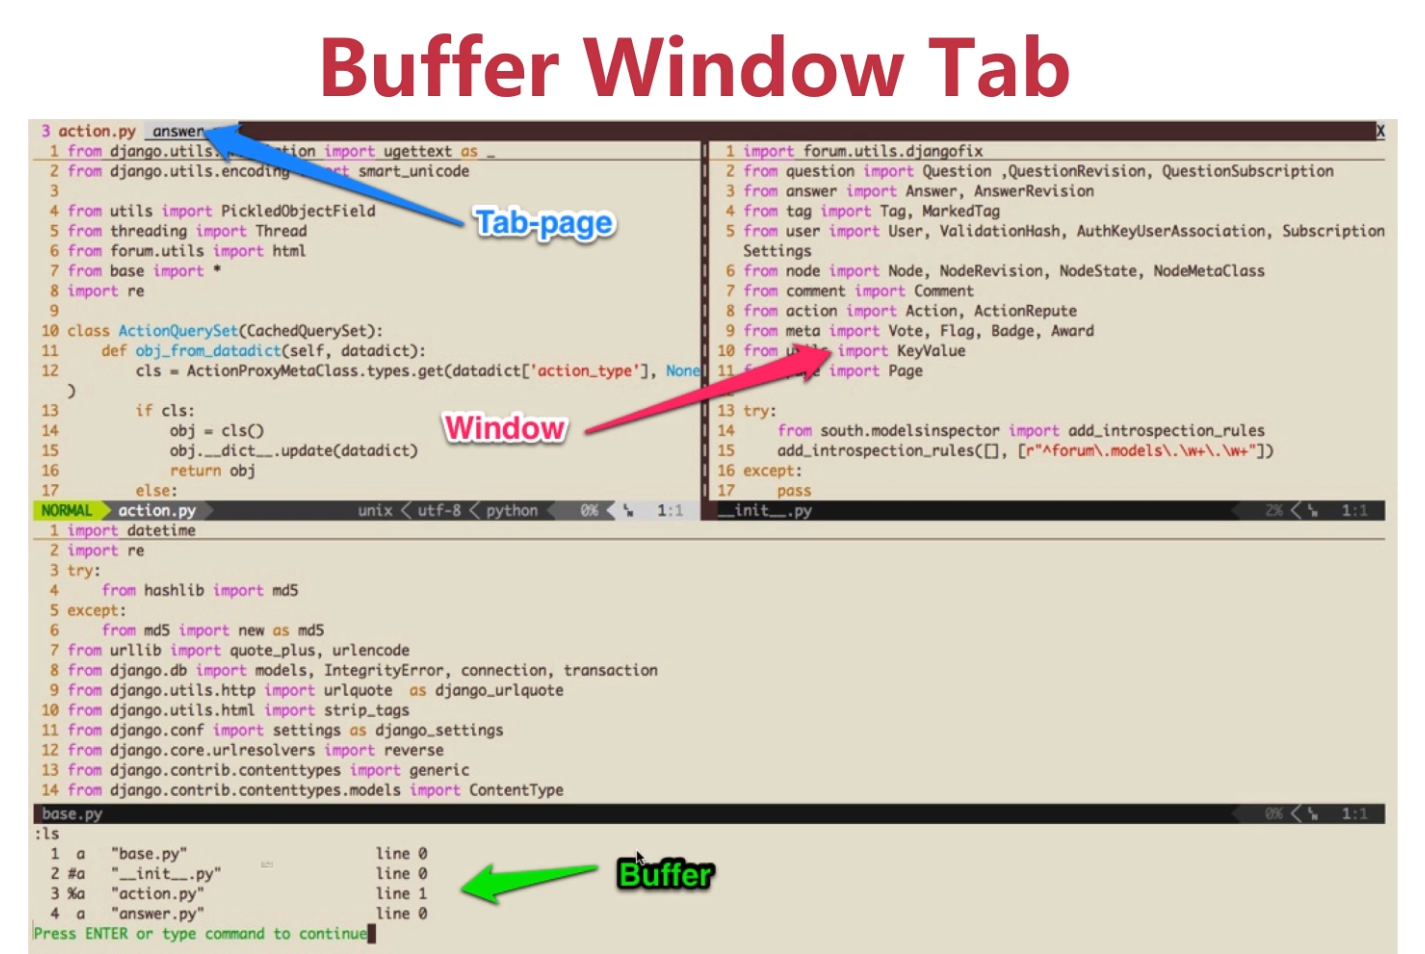 Buffer Window Tab
3 action.py answer
X
1 from django.utils. import ugettext as _
2 from django.utils.encoding smart_unicode
3
4 from utils import PickledObjectField
5 from threading import Thread
6 from forum.utils import html
7 from base import *
8 import re
9
10 class ActionQuerySet(CachedQuerySet):
11 def obj_from_datadict(self, datadict):
12 cls = ActionProxyMetaClass.types.get(datadict['action_type'], None
)
13 if cls:
14 obj = cls()
15 obj.__dict__.update(datadict)
16 return obj
17 else:
NORMAL action.py unix < utf-8 < python 0% 1:1
Tab-page
Window
1 import forum.utils.djangofix
2 from question import Question ,QuestionRevision, QuestionSubscription
3 from answer import Answer, AnswerRevision
4 from tag import Tag, MarkedTag
5 from user import User, ValidationHash, AuthKeyUserAssociation, Subscription
Settings
6 from node import Node, NodeRevision, NodeState, NodeMetaClass
7 from comment import Comment
8 from action import Action, ActionRepute
9 from meta import Vote, Flag, Badge, Award
10 from utils import KeyValue
11 import Page
13 try:
14 from south.modelsinspector import add_introspection_rules
15 add_introspection_rules([], [r"^forum\.models\.\w+\.\w+"])
16 except:
17 pass
__init__.py 2% < 1:1
1 import datetime
2 import re
3 try:
4 from hashlib import md5
5 except:
6 from md5 import new as md5
7 from urllib import quote_plus, urlencode
8 from django.db import models, IntegrityError, connection, transaction
9 from django.utils.http import urlquote as django_urlquote
10 from django.utils.html import strip_tags
11 from django.conf import settings as django_settings
12 from django.core.urlresolvers import reverse
13 from django.contrib.contenttypes import generic
14 from django.contrib.contenttypes.models import ContentType
base.py 0% < 1:1
:ls
1 a "base.py" line 0
2 #a "__init__.py" line 0
3 %a "action.py" line 1
4 a "answer.py" line 0
Buffer
Press ENTER or type command to continue